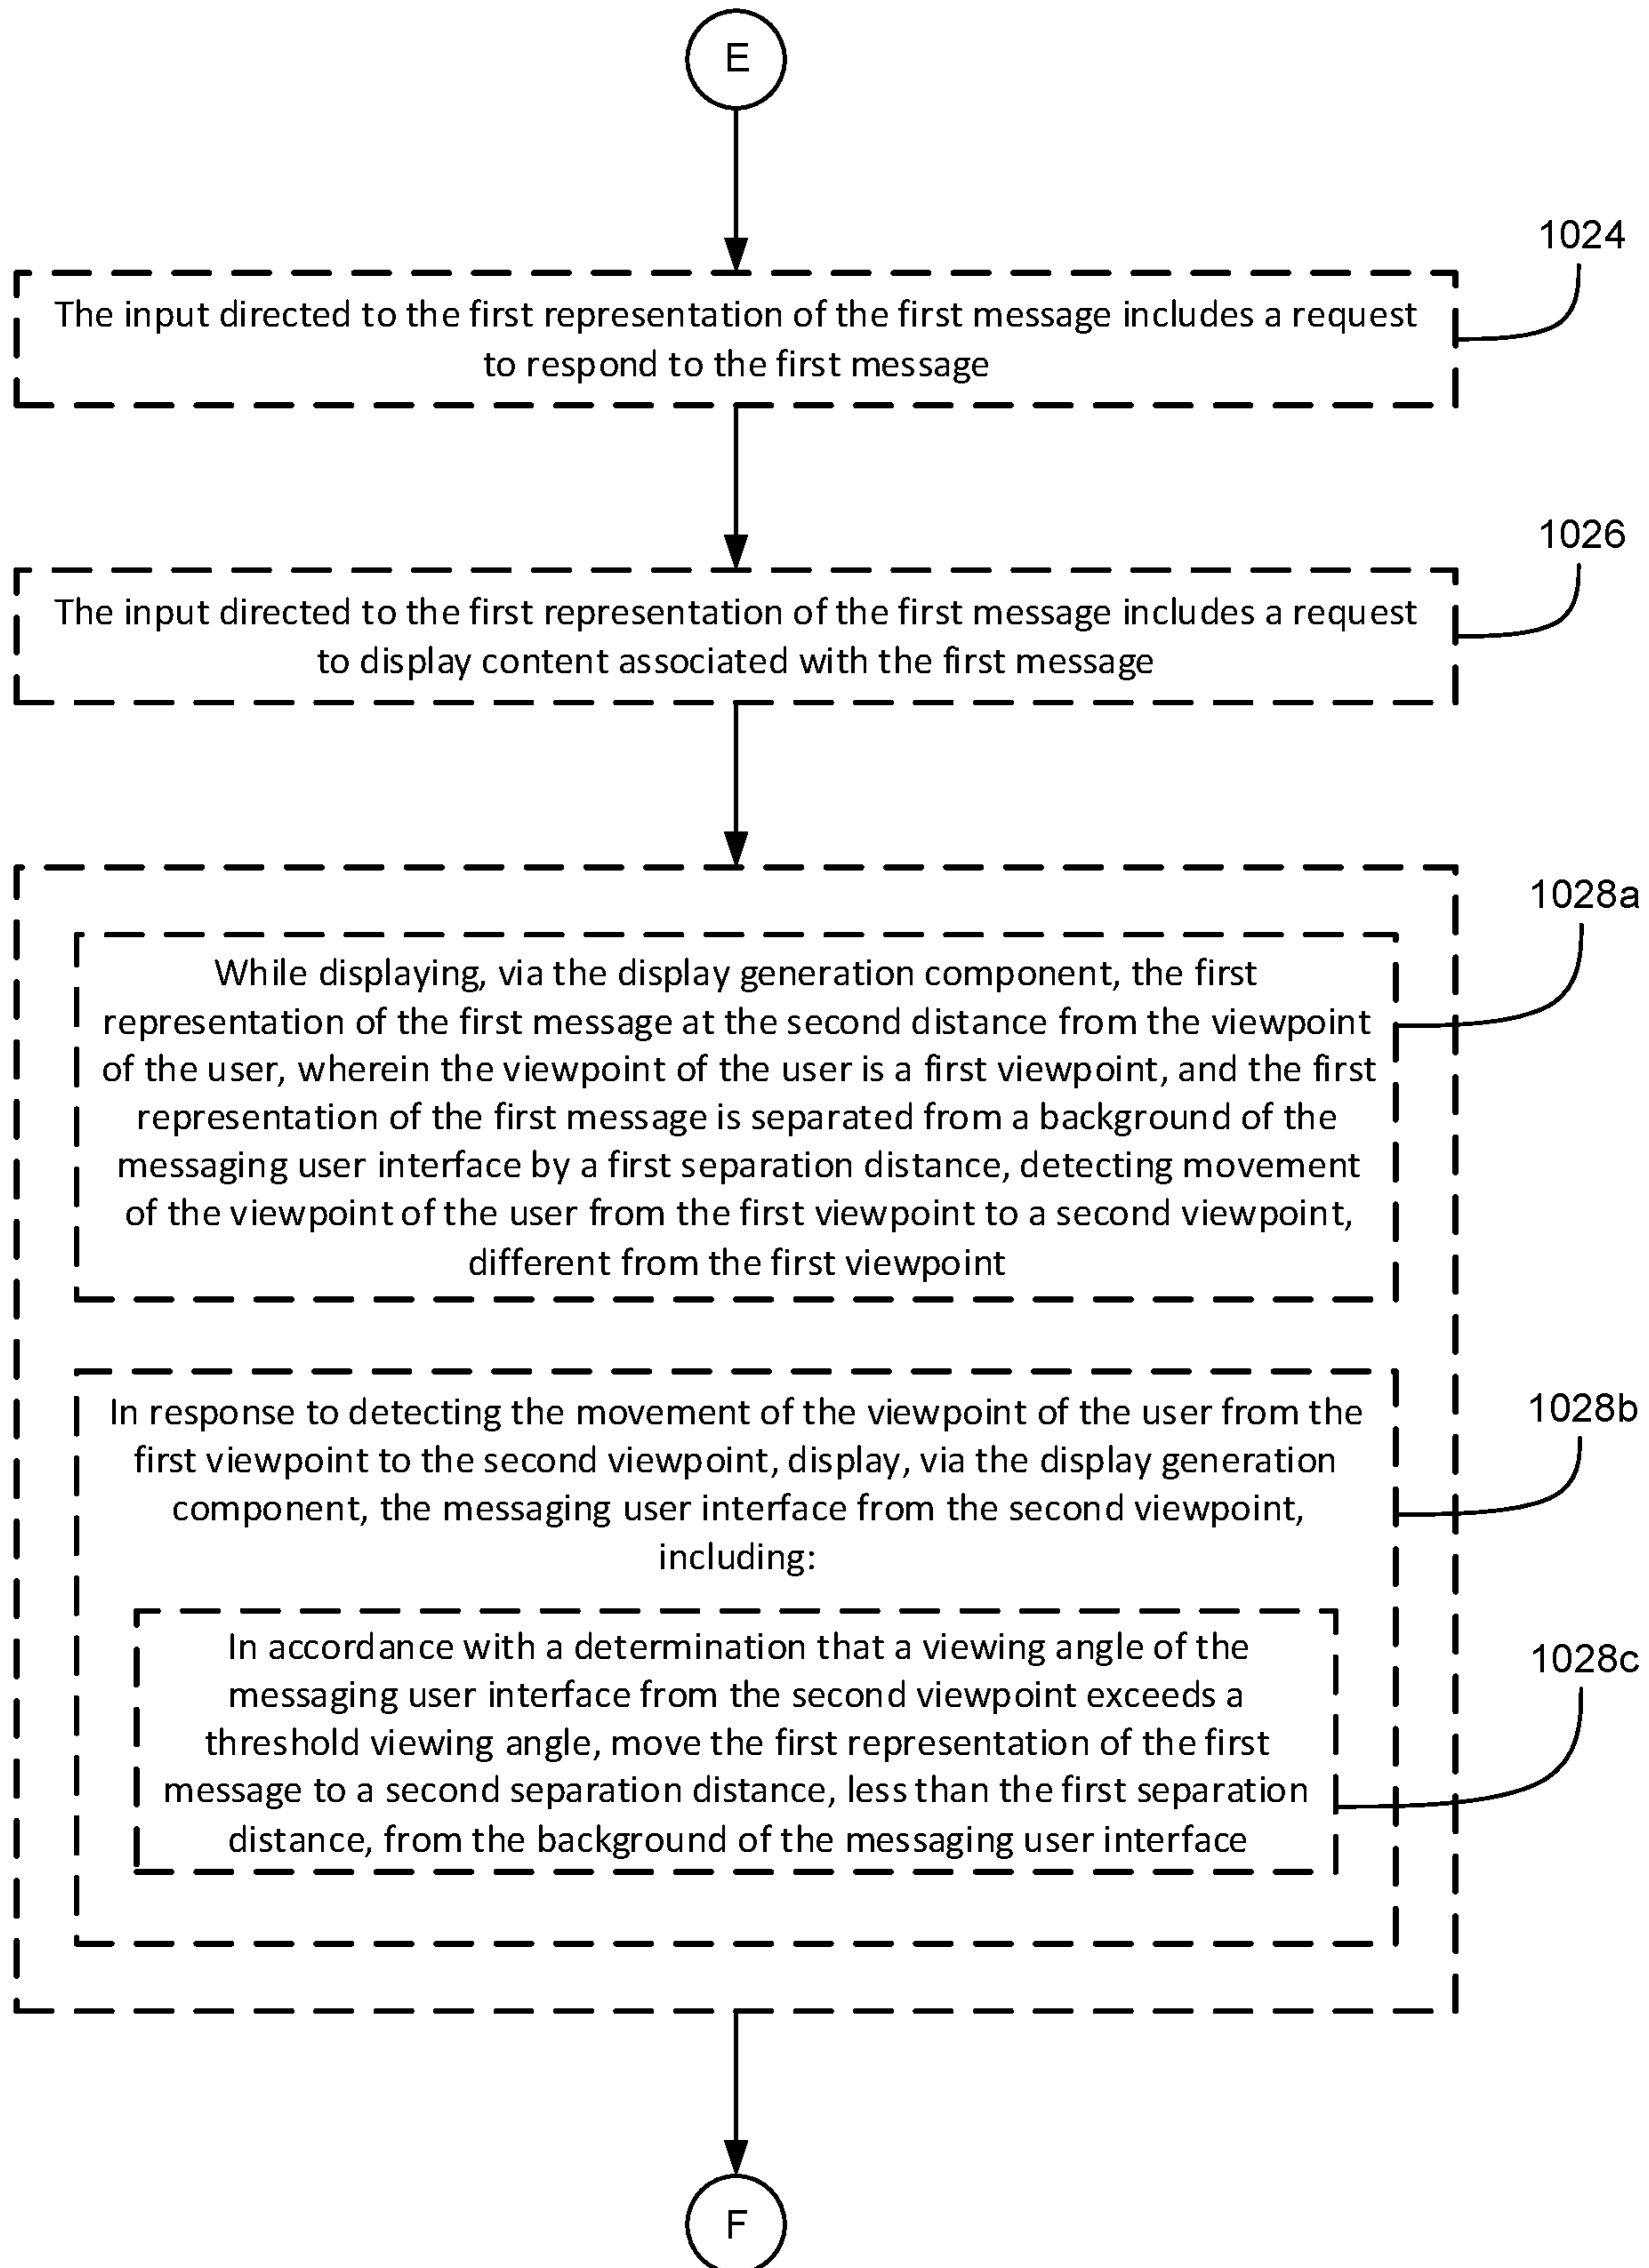 E
1024
The input directed to the first representation of the first message includes a request
to respond to the first message
1026
The input directed to the first representation of the first message includes a request
to display content associated with the first message
1028a
While displaying, via the display generation component, the first
representation of the first message at the second distance from the viewpoint
of the user, wherein the viewpoint of the user is a first viewpoint, and the first
representation of the first message is separated from a background of the
messaging user interface by a first separation distance, detecting movement
of the viewpoint of the user from the first viewpoint to a second viewpoint,
different from the first viewpoint
1028b
In response to detecting the movement of the viewpoint of the user from the
first viewpoint to the second viewpoint, display, via the display generation
component, the messaging user interface from the second viewpoint,
including:
1028c
In accordance with a determination that a viewing angle of the
messaging user interface from the second viewpoint exceeds a
threshold viewing angle, move the first representation of the first
message to a second separation distance, less than the first separation
distance, from the background of the messaging user interface
F